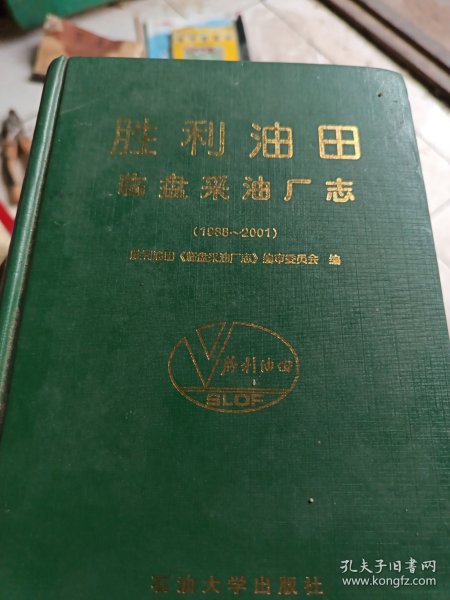 胜利油田
临盘采油厂志
(1988~2001)
胜利油田《临盘采油厂志》编审委员会 编
胜利油田
SLOF
石油大学出版社
孔夫子旧书网
www.kongfz.com